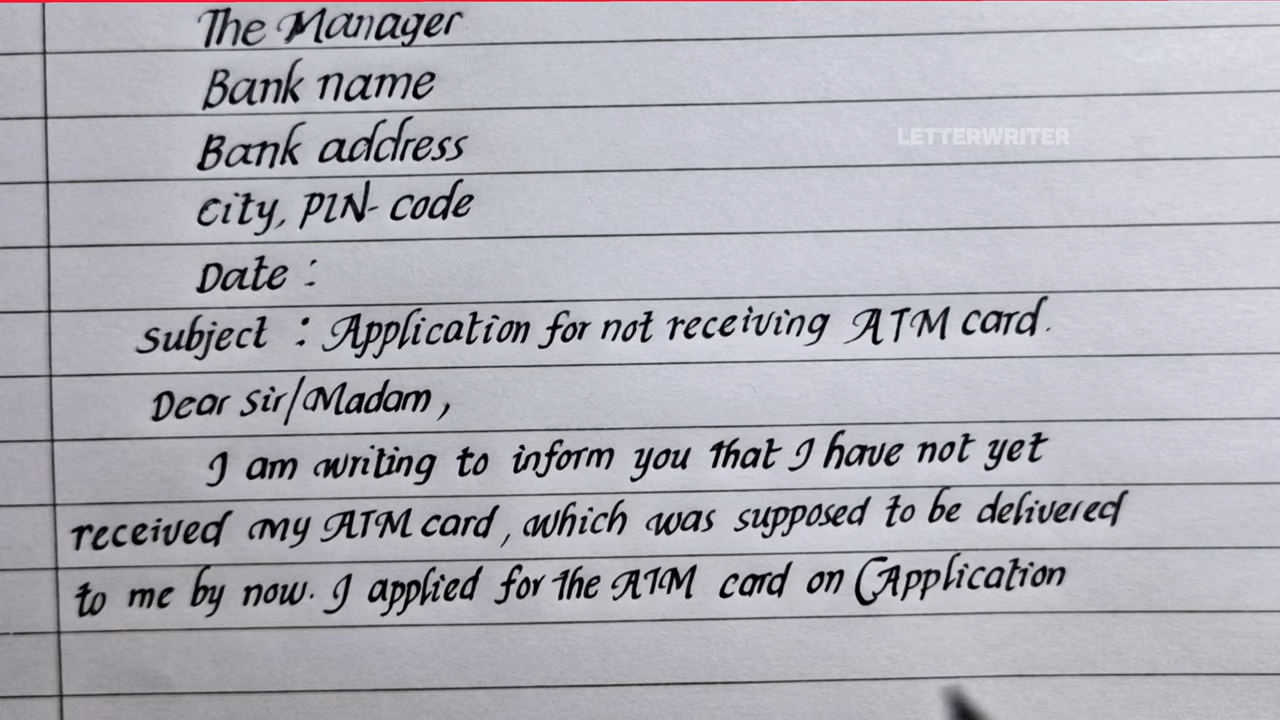 The Manager
Bank name
Bank address
LETTERWRITER
City, PIN- code
Date :
Subject : Application for not receiving ATM card.
Dear Sir/Madam,
I am writing to inform you that I have not yet
received my ATM card, which was supposed to be delivered
to me by now. I applied for the ATM card on (Application